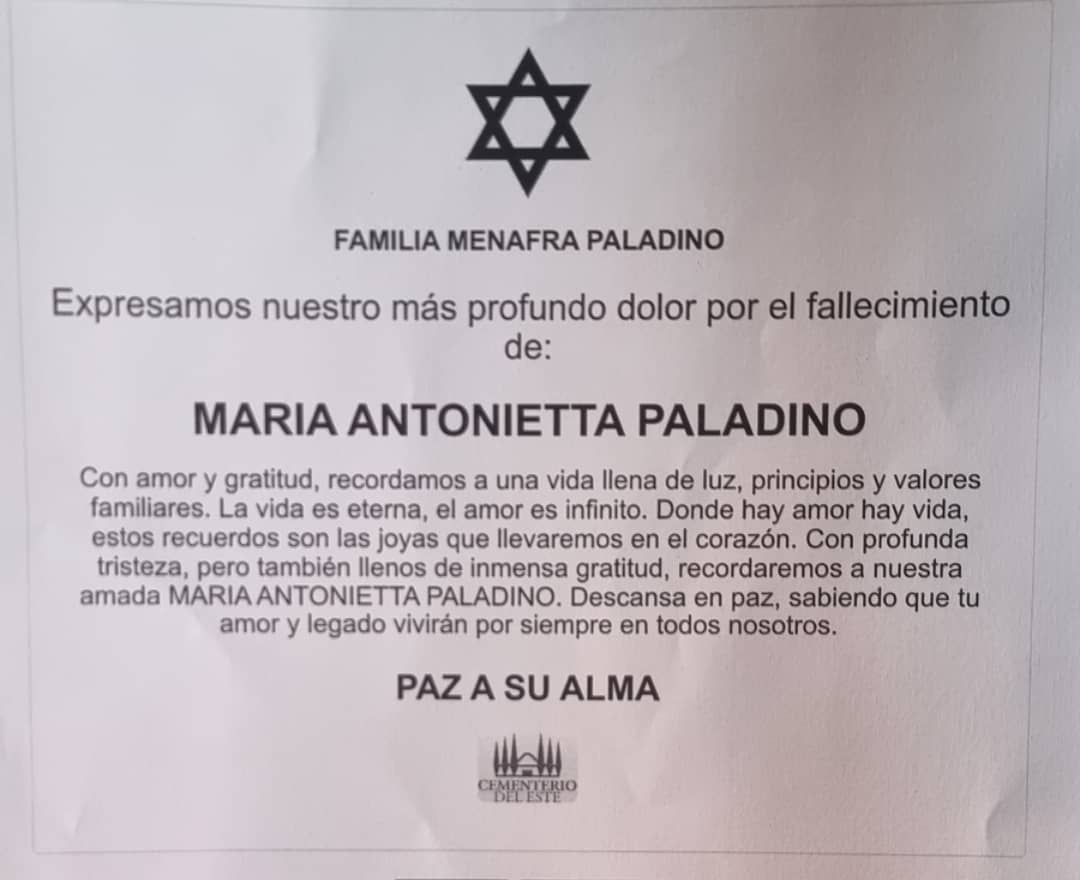 FAMILIA MENAFRA PALADINO
Expresamos nuestro más profundo dolor por el fallecimiento
de:
MARIA ANTONIETTA PALADINO
Con amor y gratitud, recordamos a una vida llena de luz, principios y valores
familiares. La vida es eterna, el amor es infinito. Donde hay amor hay vida,
estos recuerdos son las joyas que llevaremos en el corazón. Con profunda
tristeza, pero también llenos de inmensa gratitud, recordaremos a nuestra
amada MARIA ANTONIETTA PALADINO. Descansa en paz, sabiendo que tu
amor y legado vivirán por siempre en todos nosotros.
PAZ A SU ALMA
CEMENTERIO
DEL ESTE